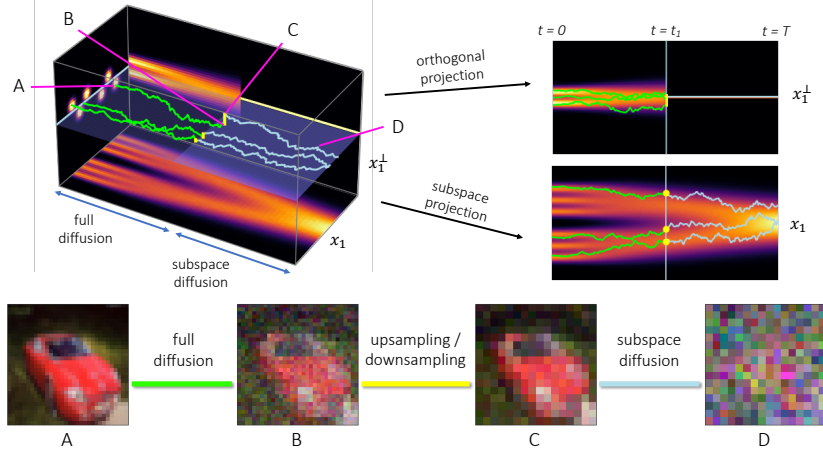 B
C
A
D
x₁⊥
x₁
full
diffusion
subspace
diffusion
orthogonal
projection
subspace
projection
t = 0
t = t₁
t = T
x₁⊥
x₁
full
diffusion
upsampling /
downsampling
subspace
diffusion
A
B
C
D